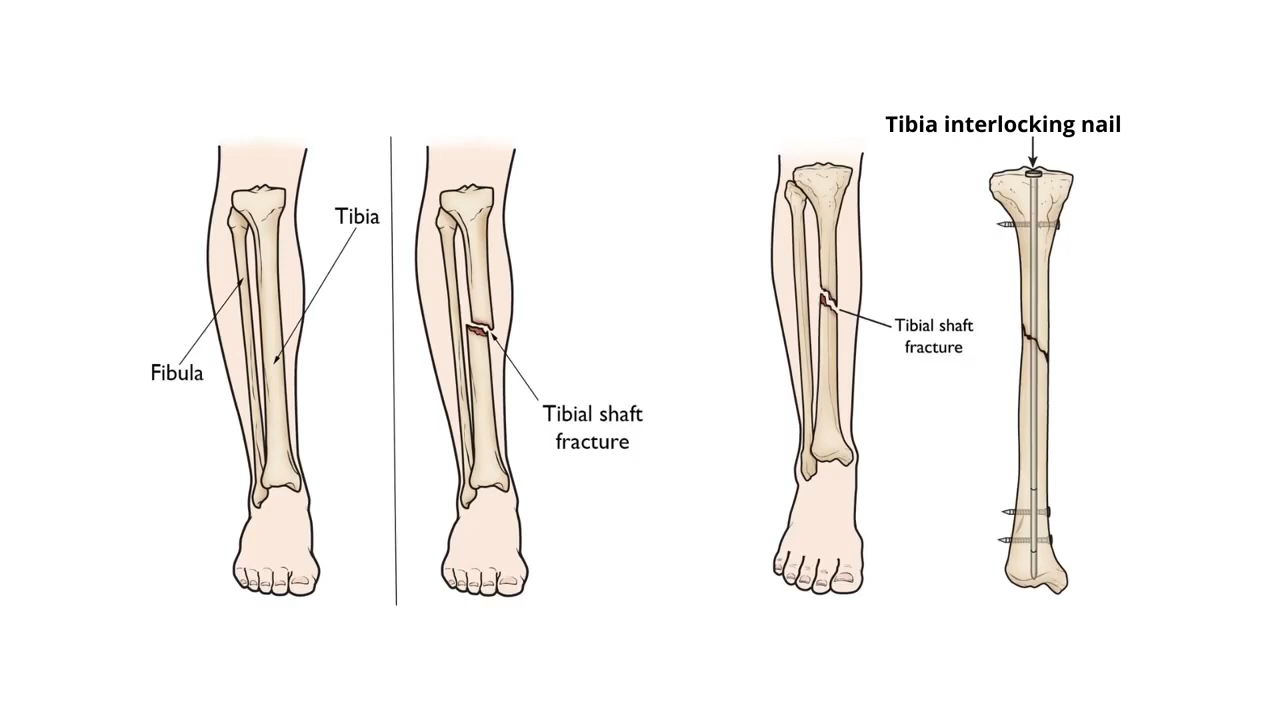 Tibia interlocking nail
Tibia
Fibula
Tibial shaft
fracture
Tibial shaft
fracture